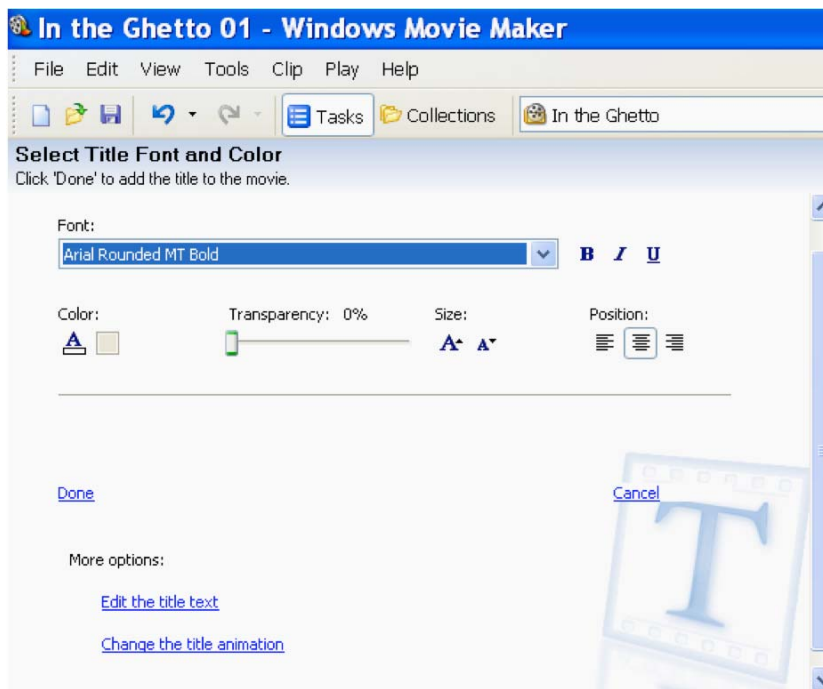 In the Ghetto 01 - Windows Movie Maker
File Edit View Tools Clip Play Help
Tasks Collections In the Ghetto
Select Title Font and Color
Click 'Done' to add the title to the movie.
Font:
Arial Rounded MT Bold B I U
Color: Transparency: 0% Size: Position:
A A A
Done Cancel
More options:
Edit the title text
Change the title animation
T